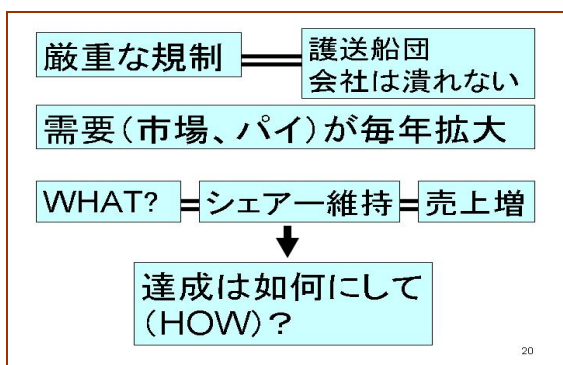 厳重な規制
護送船団
会社は潰れない
需要(市場、パイ)が毎年拡大
WHAT?
シェアー維持
売上増
達成は如何にして
(HOW)?
20